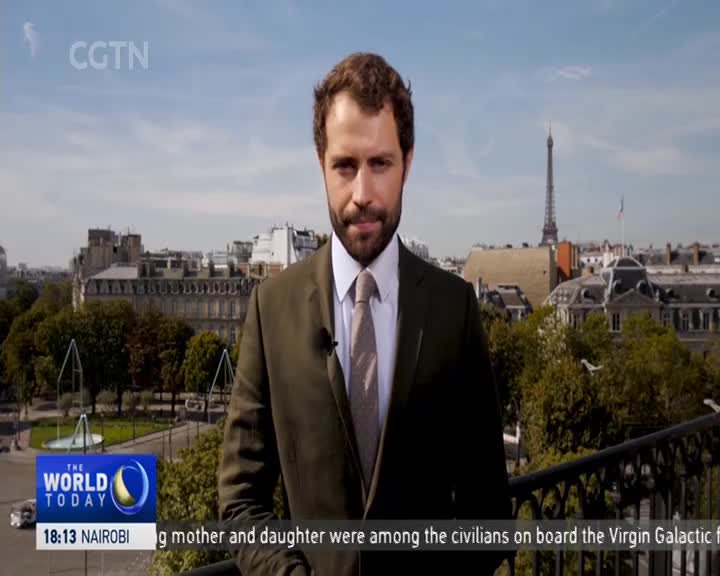 CGTN
THE
WORLD
TODAY
18:13 NAIROBI
g mother and daughter were among the civilians on board the Virgin Galactic f